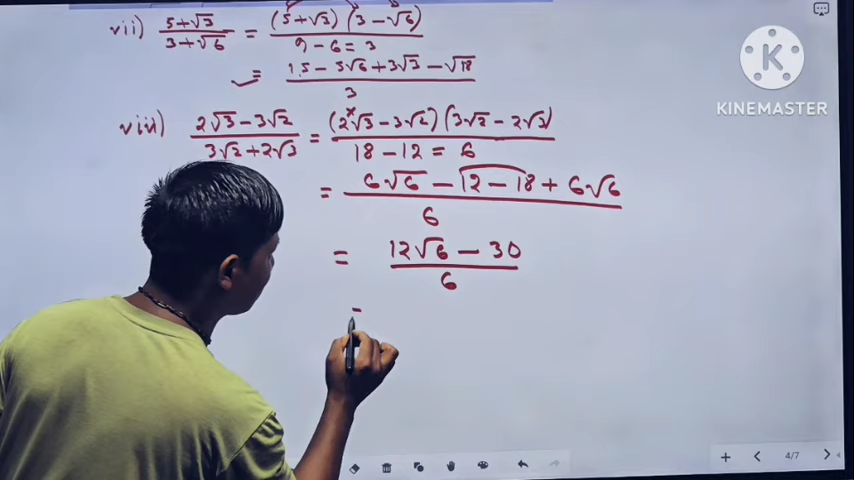 vii) (5+√3)/(3+√6) = (5+√3)(3-√6)/(9-6=3)
= (15-3√6+3√3-√18)/3
viii) (2√3-3√2)/(3√2+2√3) = (2√3-3√2)(3√2-2√3)/(18-12=6)
= (6√6-12-18+6√6)/6
= (12√6-30)/6
=
K
KINEMASTER
4/7